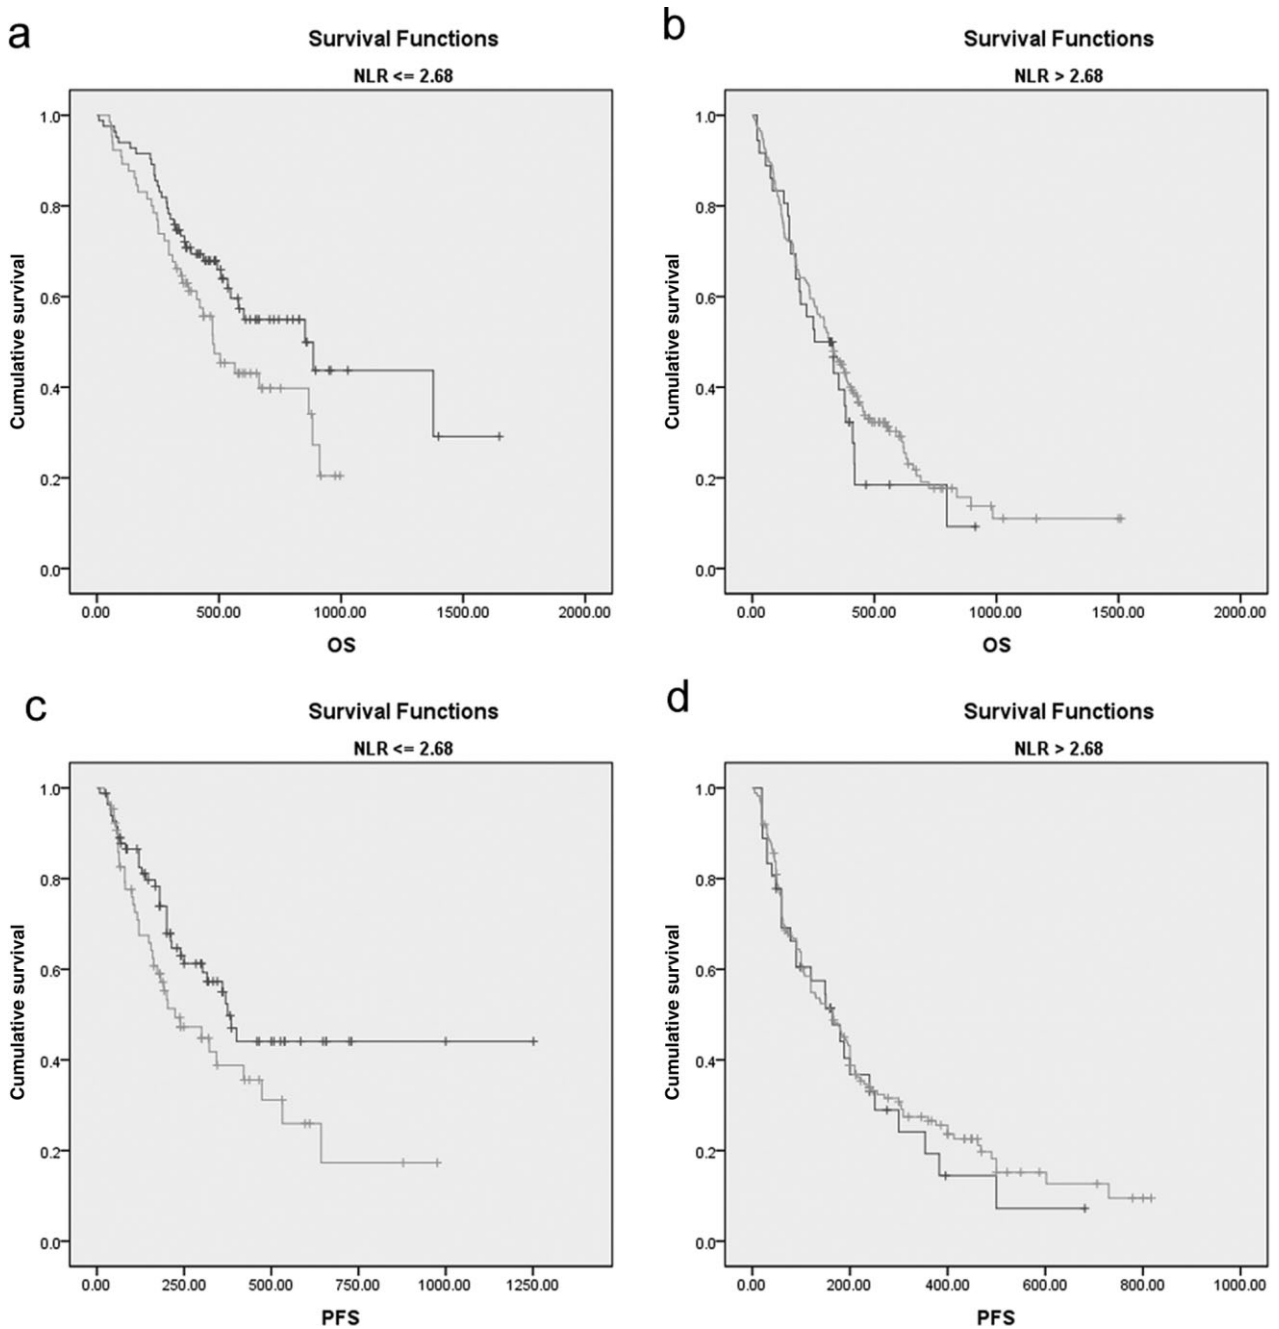 a
Survival Functions
NLR <= 2.68
Cumulative survival
1.0
0.8
0.6
0.4
0.2
0.0
0.00 500.00 1000.00 1500.00 2000.00
OS
b
Survival Functions
NLR > 2.68
Cumulative survival
1.0
0.8
0.6
0.4
0.2
0.0
0.00 500.00 1000.00 1500.00 2000.00
OS
c
Survival Functions
NLR <= 2.68
Cumulative survival
1.0
0.8
0.6
0.4
0.2
0.0
0.00 250.00 500.00 750.00 1000.00 1250.00
PFS
d
Survival Functions
NLR > 2.68
Cumulative survival
1.0
0.8
0.6
0.4
0.2
0.0
0.00 200.00 400.00 600.00 800.00 1000.00
PFS